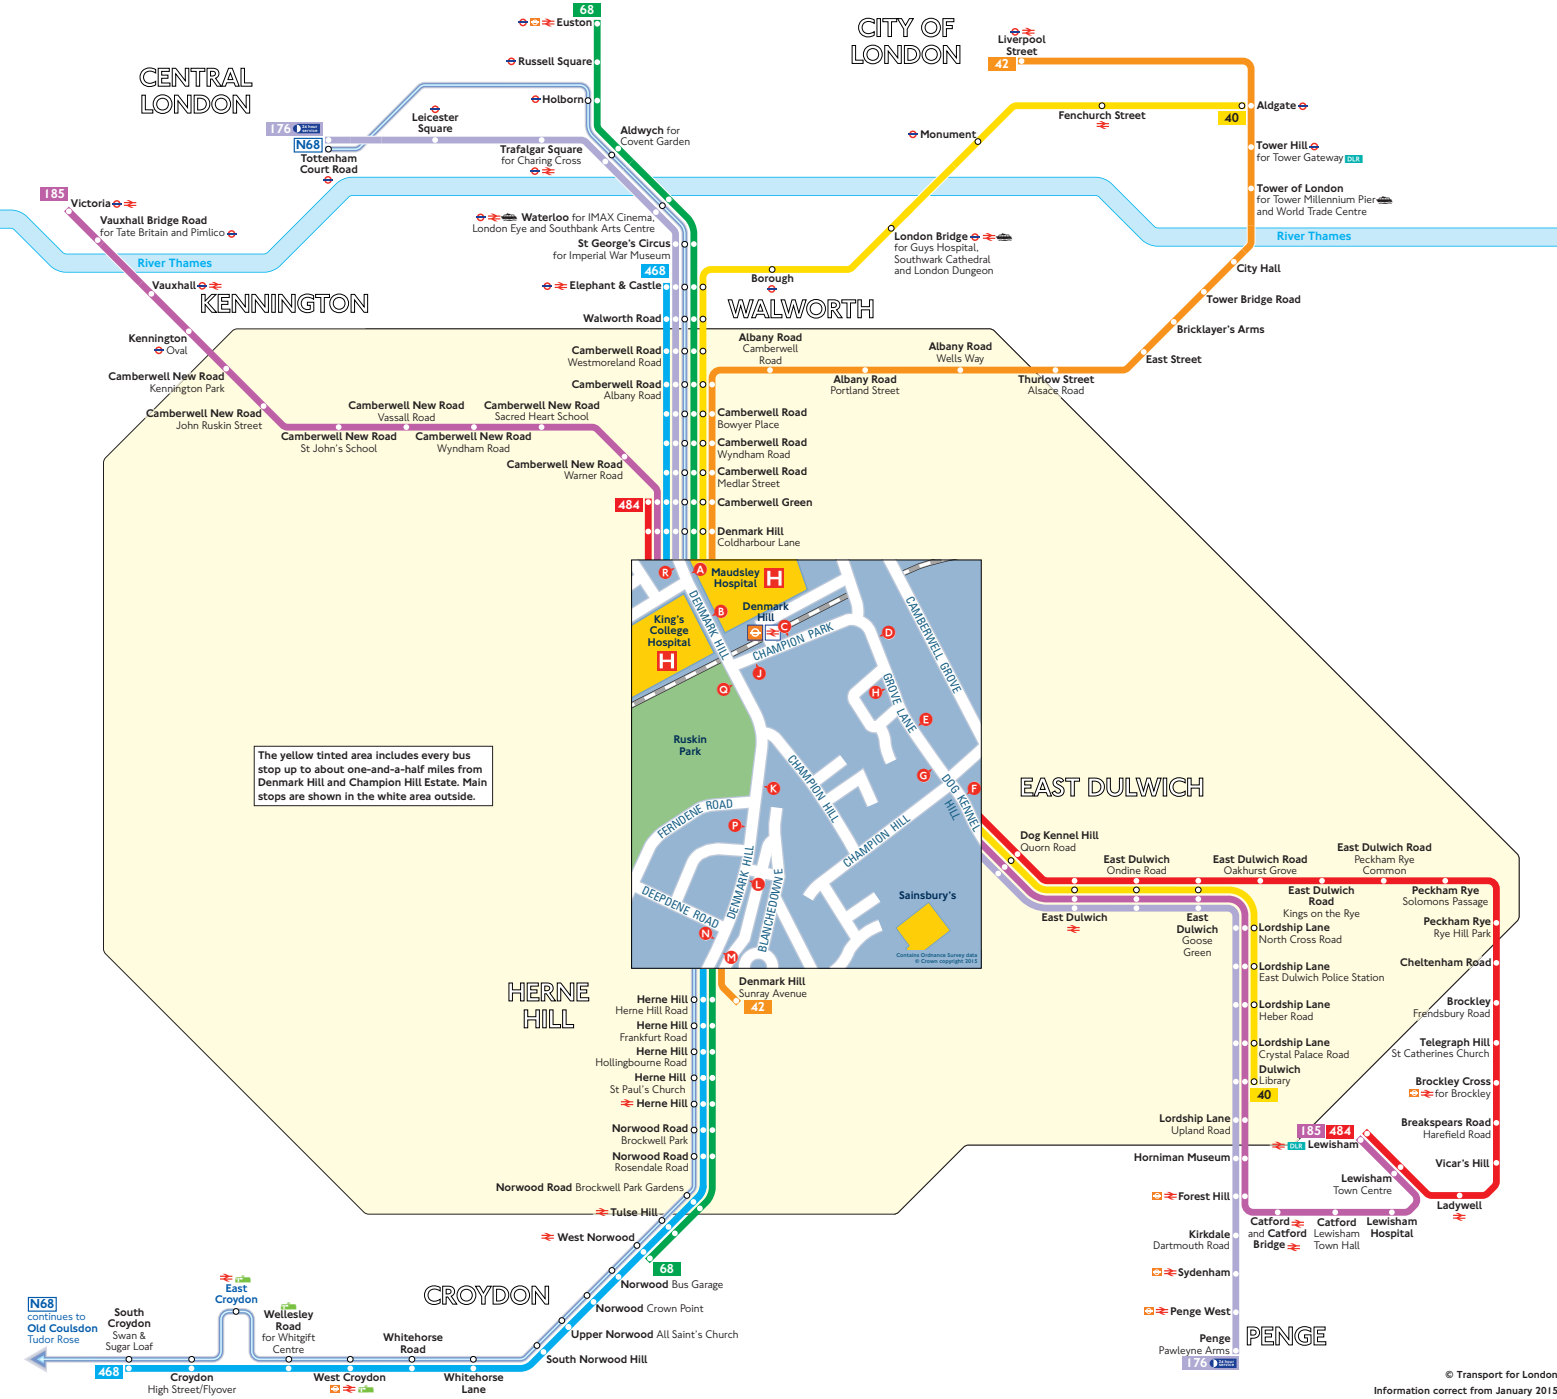 68
Euston
Russell Square
Holborn
CITY OF
LONDON
Liverpool
Street
42
CENTRAL
LONDON
Leicester
Square
176
24 hour
service
N68
Tottenham
Court Road
Trafalgar Square
for Charing Cross
Aldwych for
Covent Garden
Monument
Fenchurch Street
Aldgate
40
Tower Hill
for Tower Gateway DLR
Tower of London
for Tower Millennium Pier
and World Trade Centre
185
Victoria
Vauxhall Bridge Road
for Tate Britain and Pimlico
River Thames
Waterloo for IMAX Cinema,
London Eye and Southbank Arts Centre
St George's Circus
for Imperial War Museum
468
Elephant & Castle
London Bridge
for Guys Hospital,
Southwark Cathedral
and London Dungeon
Borough
River Thames
City Hall
Tower Bridge Road
Bricklayer's Arms
East Street
Vauxhall
KENNINGTON
WALWORTH
Kennington
Oval
Camberwell New Road
Kennington Park
Camberwell New Road
John Ruskin Street
Camberwell New Road
St John's School
Camberwell New Road
Vassall Road
Camberwell New Road
Wyndham Road
Camberwell New Road
Sacred Heart School
Camberwell New Road
Warner Road
Walworth Road
Camberwell Road
Westmoreland Road
Camberwell Road
Albany Road
Albany Road
Camberwell
Road
Albany Road
Portland Street
Albany Road
Wells Way
Thurlow Street
Alsace Road
Camberwell Road
Bowyer Place
Camberwell Road
Wyndham Road
Camberwell Road
Medlar Street
484
Camberwell Green
Denmark Hill
Coldharbour Lane
R
A
Maudsley
Hospital
H
B
DENMARK HILL
King's
College
Hospital
H
Denmark
Hill
C
CHAMPION PARK
D
CAMBERWELL GROVE
J
Q
H
GROVE LANE
E
Ruskin
Park
CHAMPION HILL
G
F
DOG KENNEL
HILL
K
FERNDENE ROAD
P
CHAMPION HILL
DENMARK HILL
L
BLANCHEDOWNE
DEEPDENE ROAD
N
M
Sainsbury's
Contains Ordnance Survey data
© Crown copyright 2015
The yellow tinted area includes every bus
stop up to about one-and-a-half miles from
Denmark Hill and Champion Hill Estate. Main
stops are shown in the white area outside.
EAST DULWICH
Dog Kennel Hill
Quorn Road
East Dulwich
East Dulwich
Ondine Road
East
Dulwich
Goose
Green
East Dulwich Road
Oakhurst Grove
East Dulwich
Road
Kings on the Rye
East Dulwich Road
Peckham Rye
Common
Peckham Rye
Solomons Passage
Peckham Rye
Rye Hill Park
Cheltenham Road
Brockley
Frendsbury Road
Telegraph Hill
St Catherines Church
Brockley Cross
for Brockley
Breakspears Road
Harefield Road
Vicar's Hill
Ladywell
Lordship Lane
North Cross Road
Lordship Lane
East Dulwich Police Station
Lordship Lane
Heber Road
Lordship Lane
Crystal Palace Road
Dulwich
Library
40
Lordship Lane
Upland Road
Horniman Museum
Forest Hill
Kirkdale
Dartmouth Road
Sydenham
Penge West
Penge
Pawleyne Arms
176
24 hour
service
PENGE
185
484
DLR Lewisham
Lewisham
Town Centre
Catford
and Catford
Bridge
Catford
Lewisham
Town Hall
Lewisham
Hospital
HERNE
HILL
Denmark Hill
Sunray Avenue
42
Herne Hill
Herne Hill Road
Herne Hill
Frankfurt Road
Herne Hill
Hollingbourne Road
Herne Hill
St Paul's Church
Herne Hill
Norwood Road
Brockwell Park
Norwood Road
Rosendale Road
Norwood Road Brockwell Park Gardens
Tulse Hill
West Norwood
68
Norwood Bus Garage
Norwood Crown Point
Upper Norwood All Saint's Church
South Norwood Hill
CROYDON
Whitehorse
Lane
Whitehorse
Road
West Croydon
Wellesley
Road
for Whitgift
Centre
East
Croydon
Croydon
High Street/Flyover
South
Croydon
Swan &
Sugar Loaf
468
N68
continues to
Old Coulsdon
Tudor Rose
© Transport for London
Information correct from January 2015